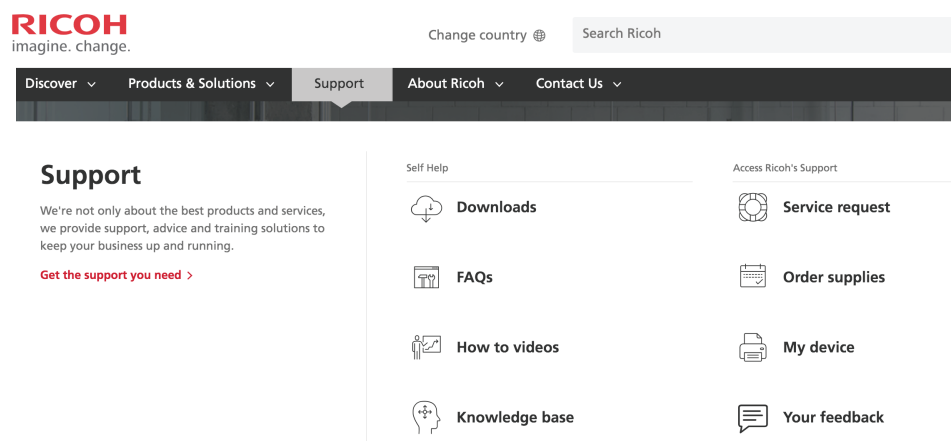 RICOH
imagine. change.
Change country
Search Ricoh
Discover
Products & Solutions
Support
About Ricoh
Contact Us
Support
We're not only about the best products and services,
we provide support, advice and training solutions to
keep your business up and running.
Get the support you need >
Self Help
Downloads
FAQs
How to videos
Knowledge base
Access Ricoh's Support
Service request
Order supplies
My device
Your feedback